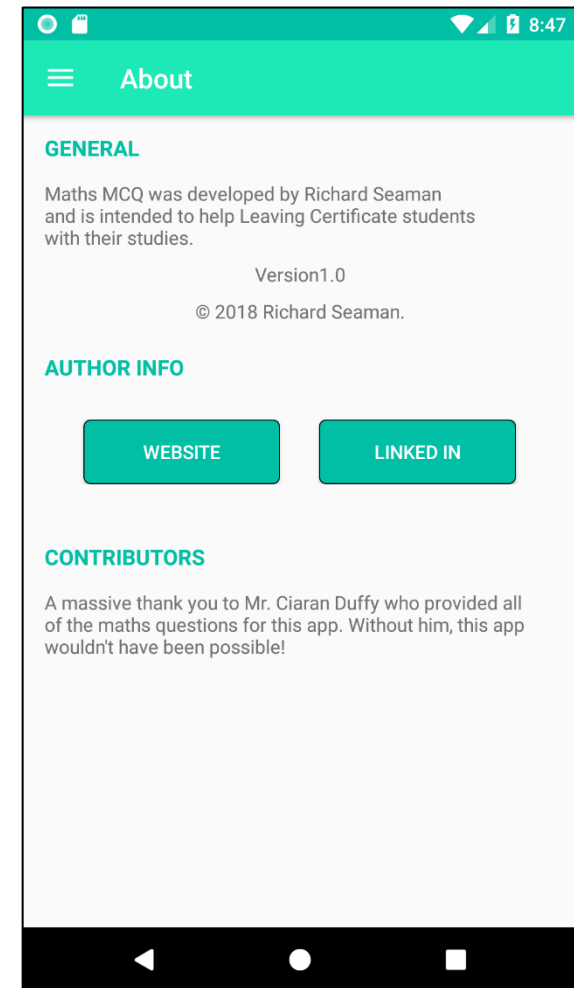 8:47
About
GENERAL
Maths MCQ was developed by Richard Seaman
and is intended to help Leaving Certificate students
with their studies.
Version1.0
© 2018 Richard Seaman.
AUTHOR INFO
WEBSITE LINKED IN
CONTRIBUTORS
A massive thank you to Mr. Ciaran Duffy who provided all
of the maths questions for this app. Without him, this app
wouldn't have been possible!